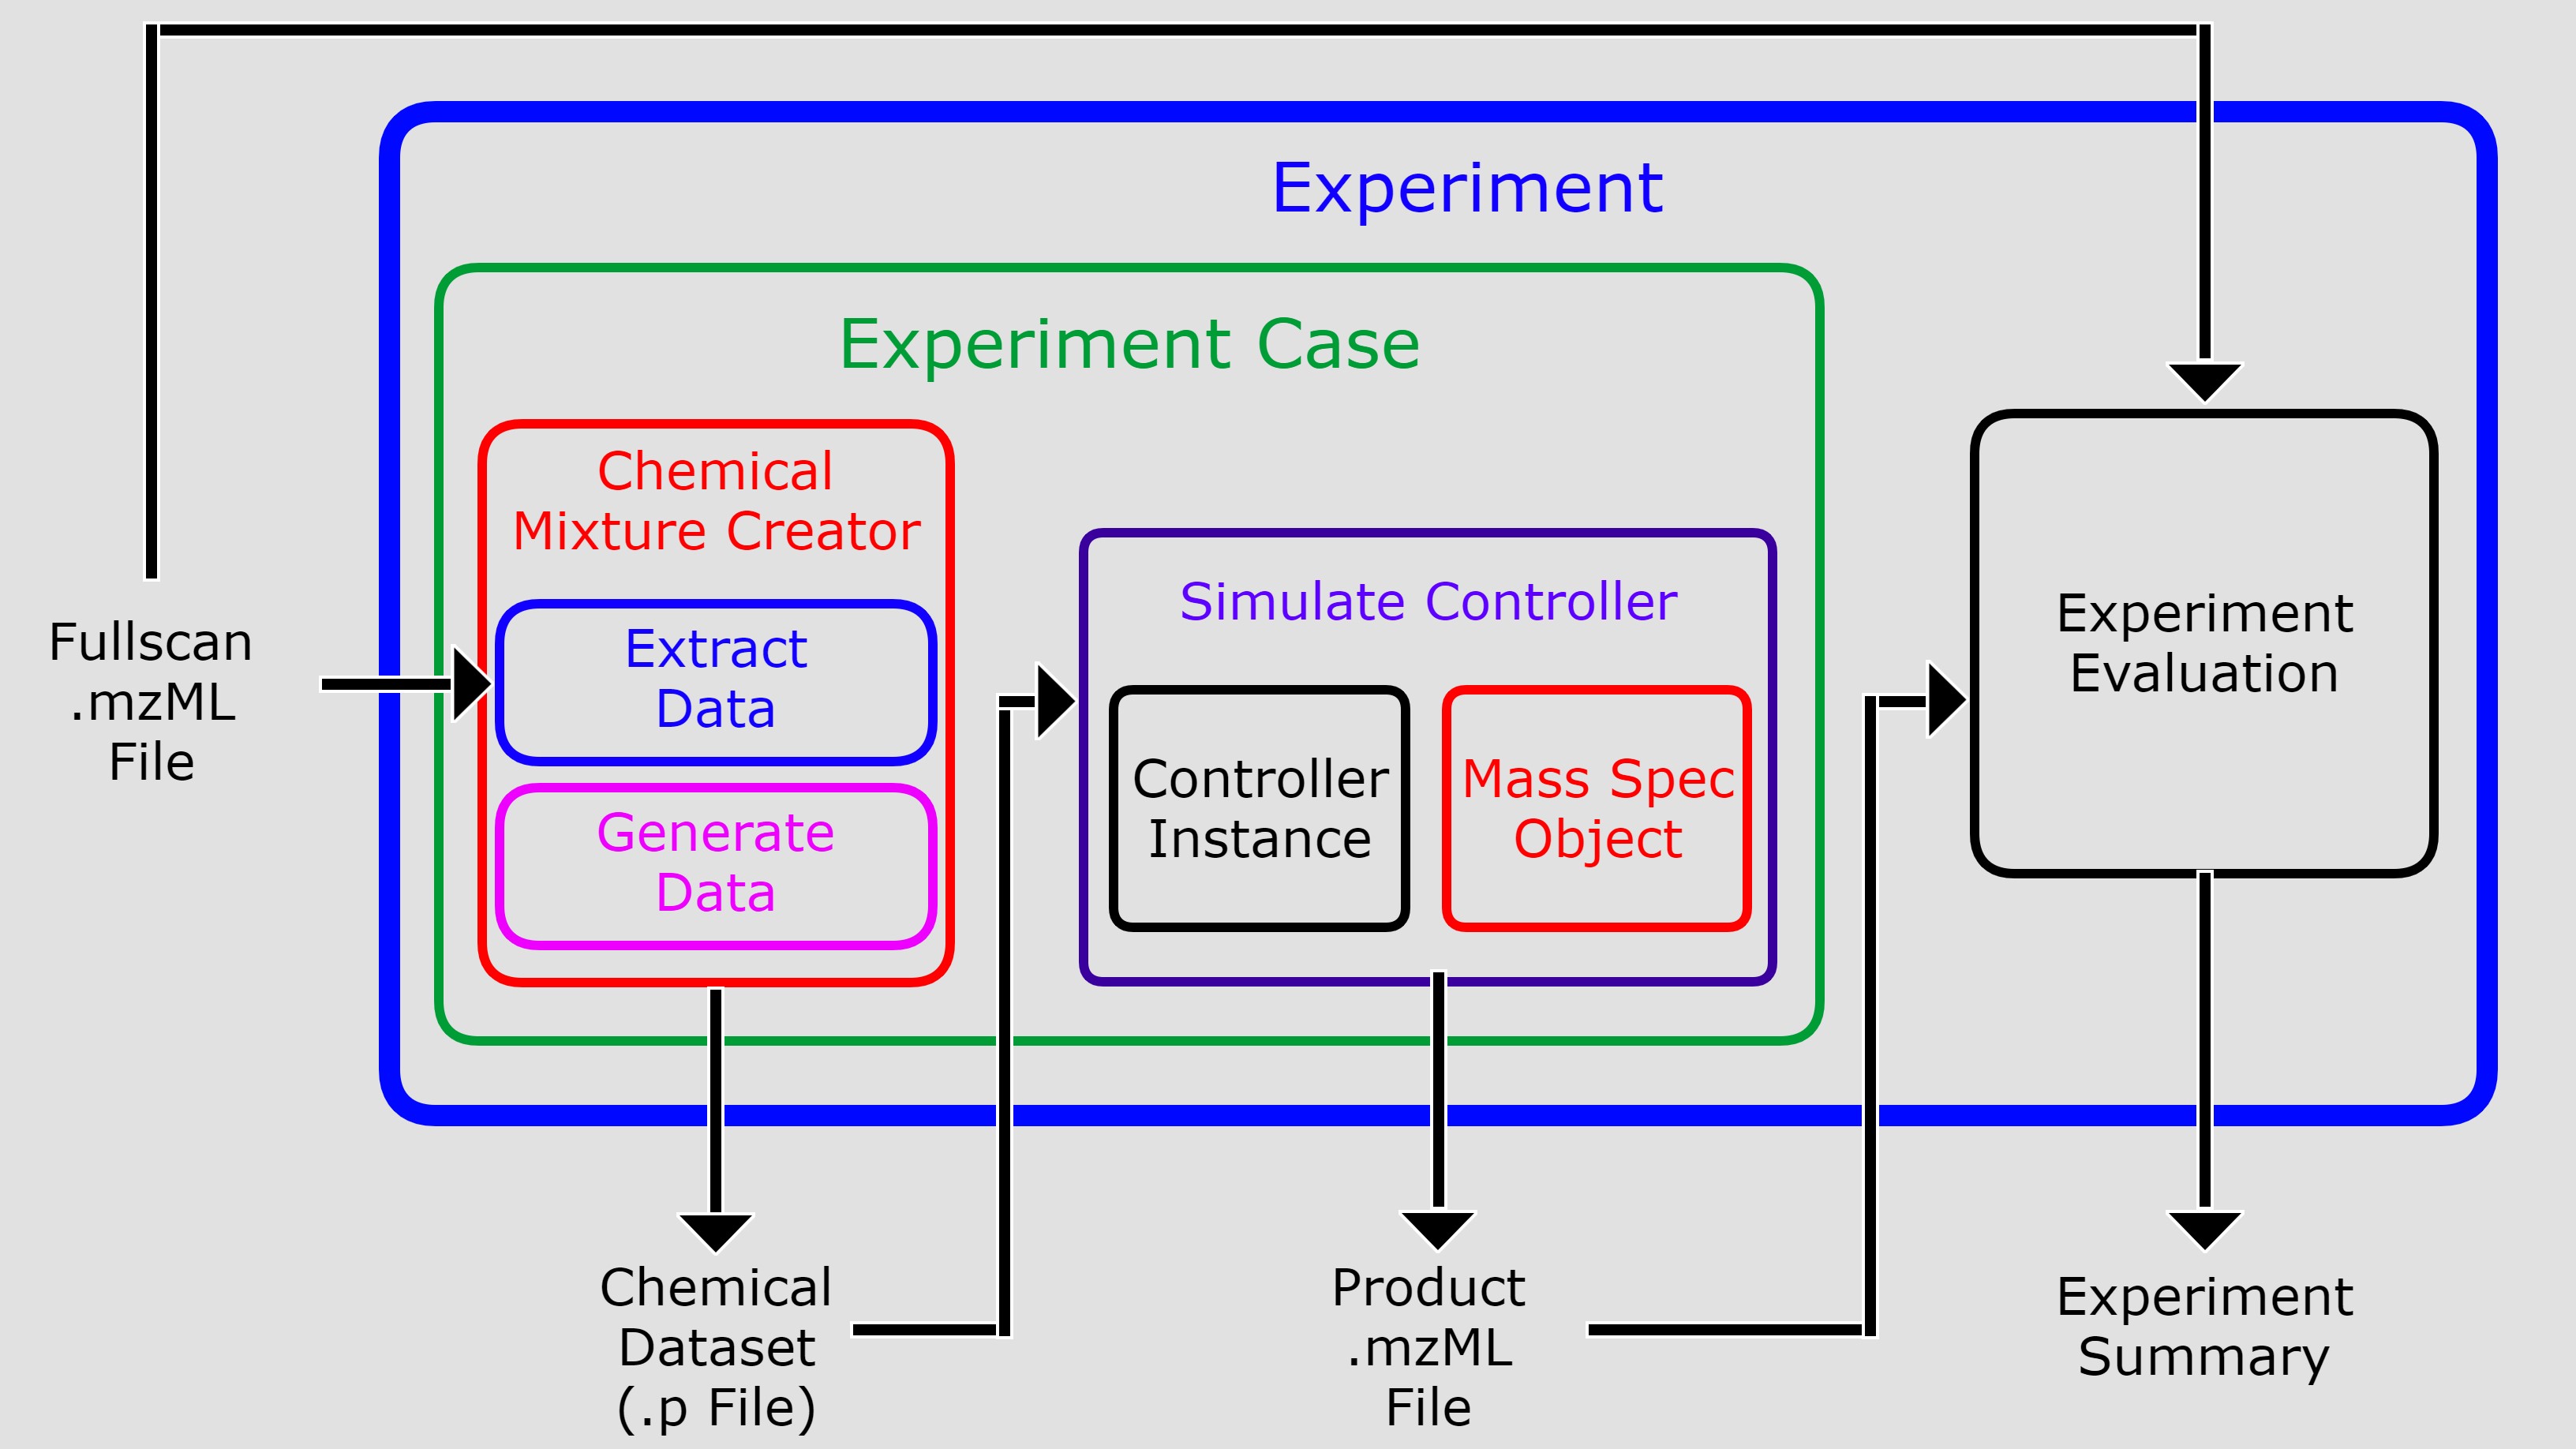 Experiment
Experiment Case
Chemical
Mixture Creator
Extract
Data
Generate
Data
Simulate Controller
Controller
Instance
Mass Spec
Object
Experiment
Evaluation
Fullscan
.mzML
File
Chemical
Dataset
(.p File)
Product
.mzML
File
Experiment
Summary